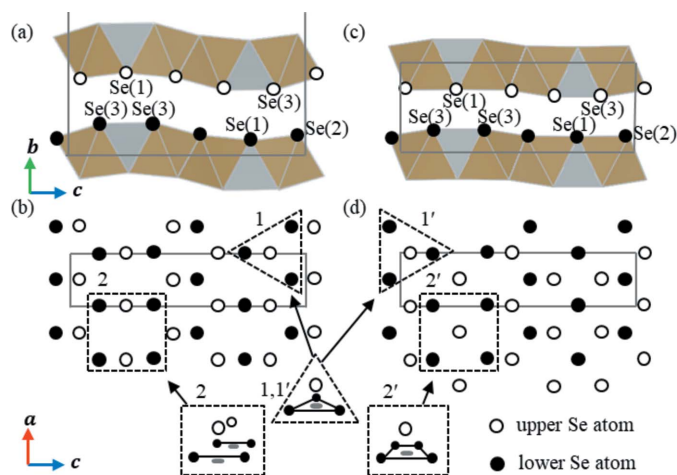 (a)
(c)
Se(1)
Se(3)
Se(3) Se(3)
Se(1)
Se(2)
Se(1)
Se(3)
Se(3)
Se(3)
Se(1)
Se(2)
b
c
(b)
(d)
1
1′
2
2′
2
1,1′
2′
a
c
upper Se atom
lower Se atom